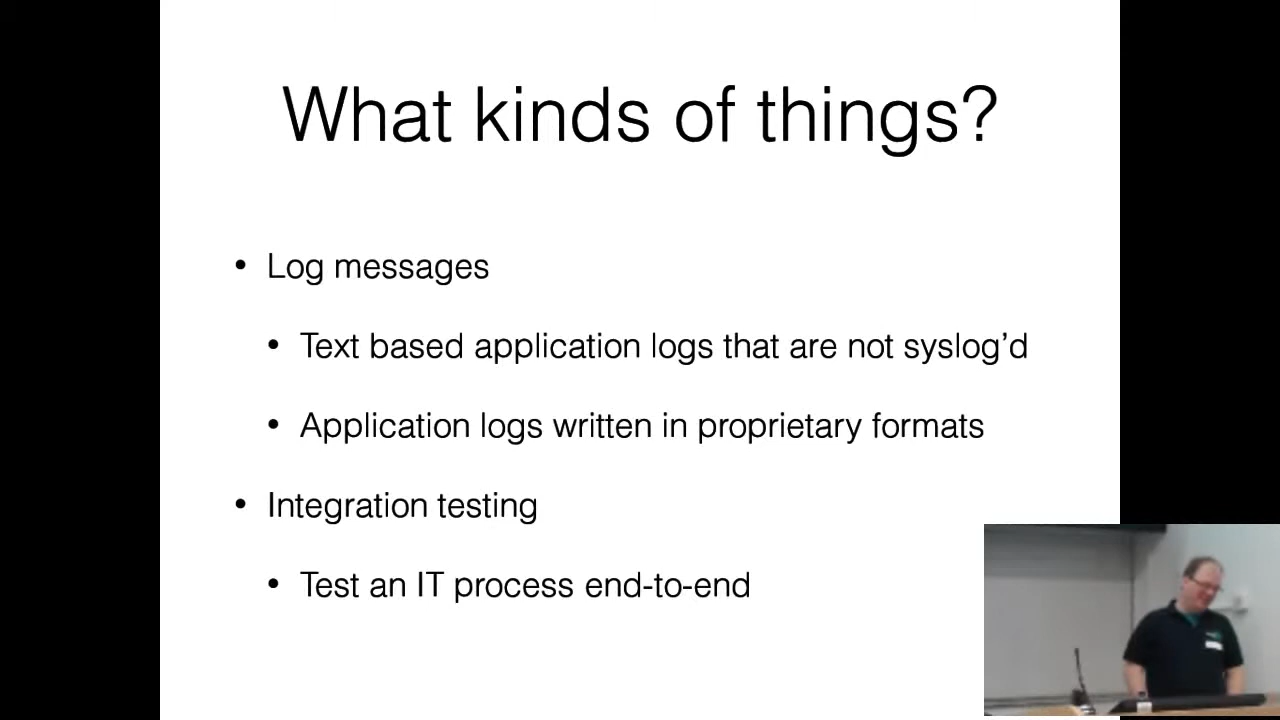 What kinds of things?
• Log messages
• Text based application logs that are not syslog’d
• Application logs written in proprietary formats
• Integration testing
• Test an IT process end-to-end